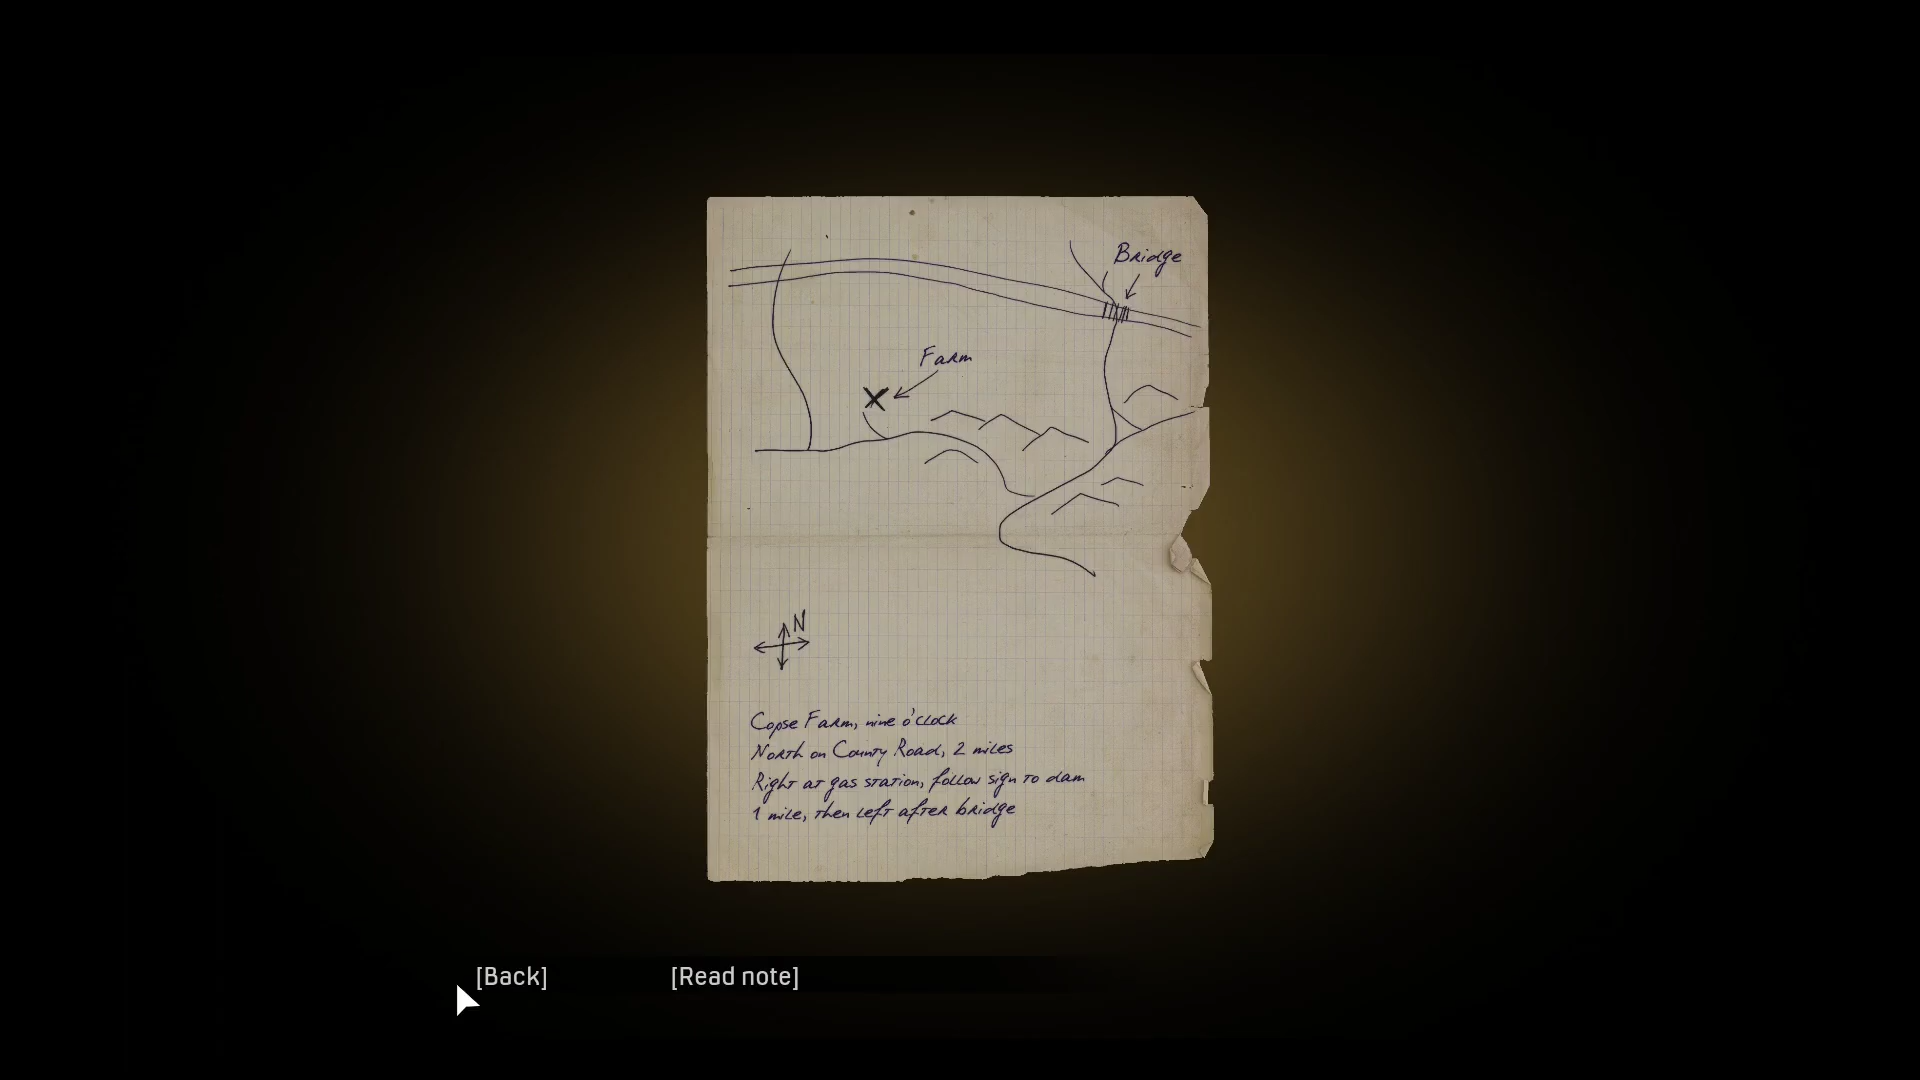 Bridge
Farm
N
Copse Farm, nine o'clock
North on County Road, 2 miles
Right at gas station, follow sign to dam
1 mile, then left after bridge
[Back] [Read note]